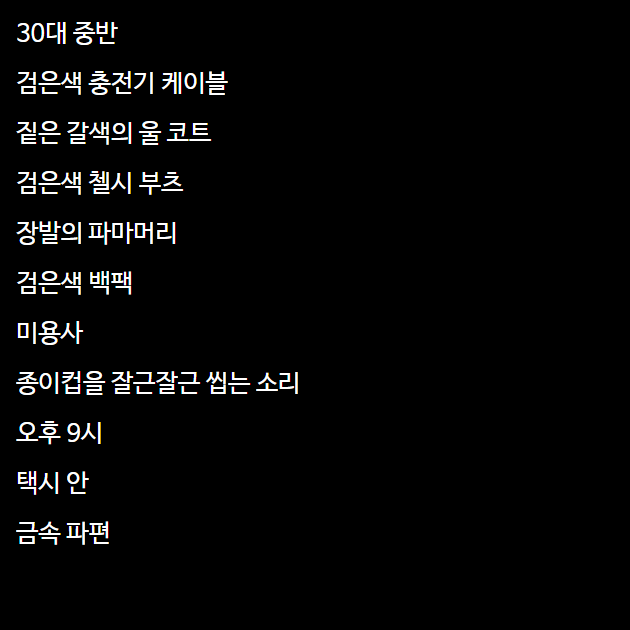 30대 중반
검은색 충전기 케이블
짙은 갈색의 울 코트
검은색 첼시 부츠
장발의 파마머리
검은색 백팩
미용사
종이컵을 잘근잘근 씹는 소리
오후 9시
택시 안
금속 파편